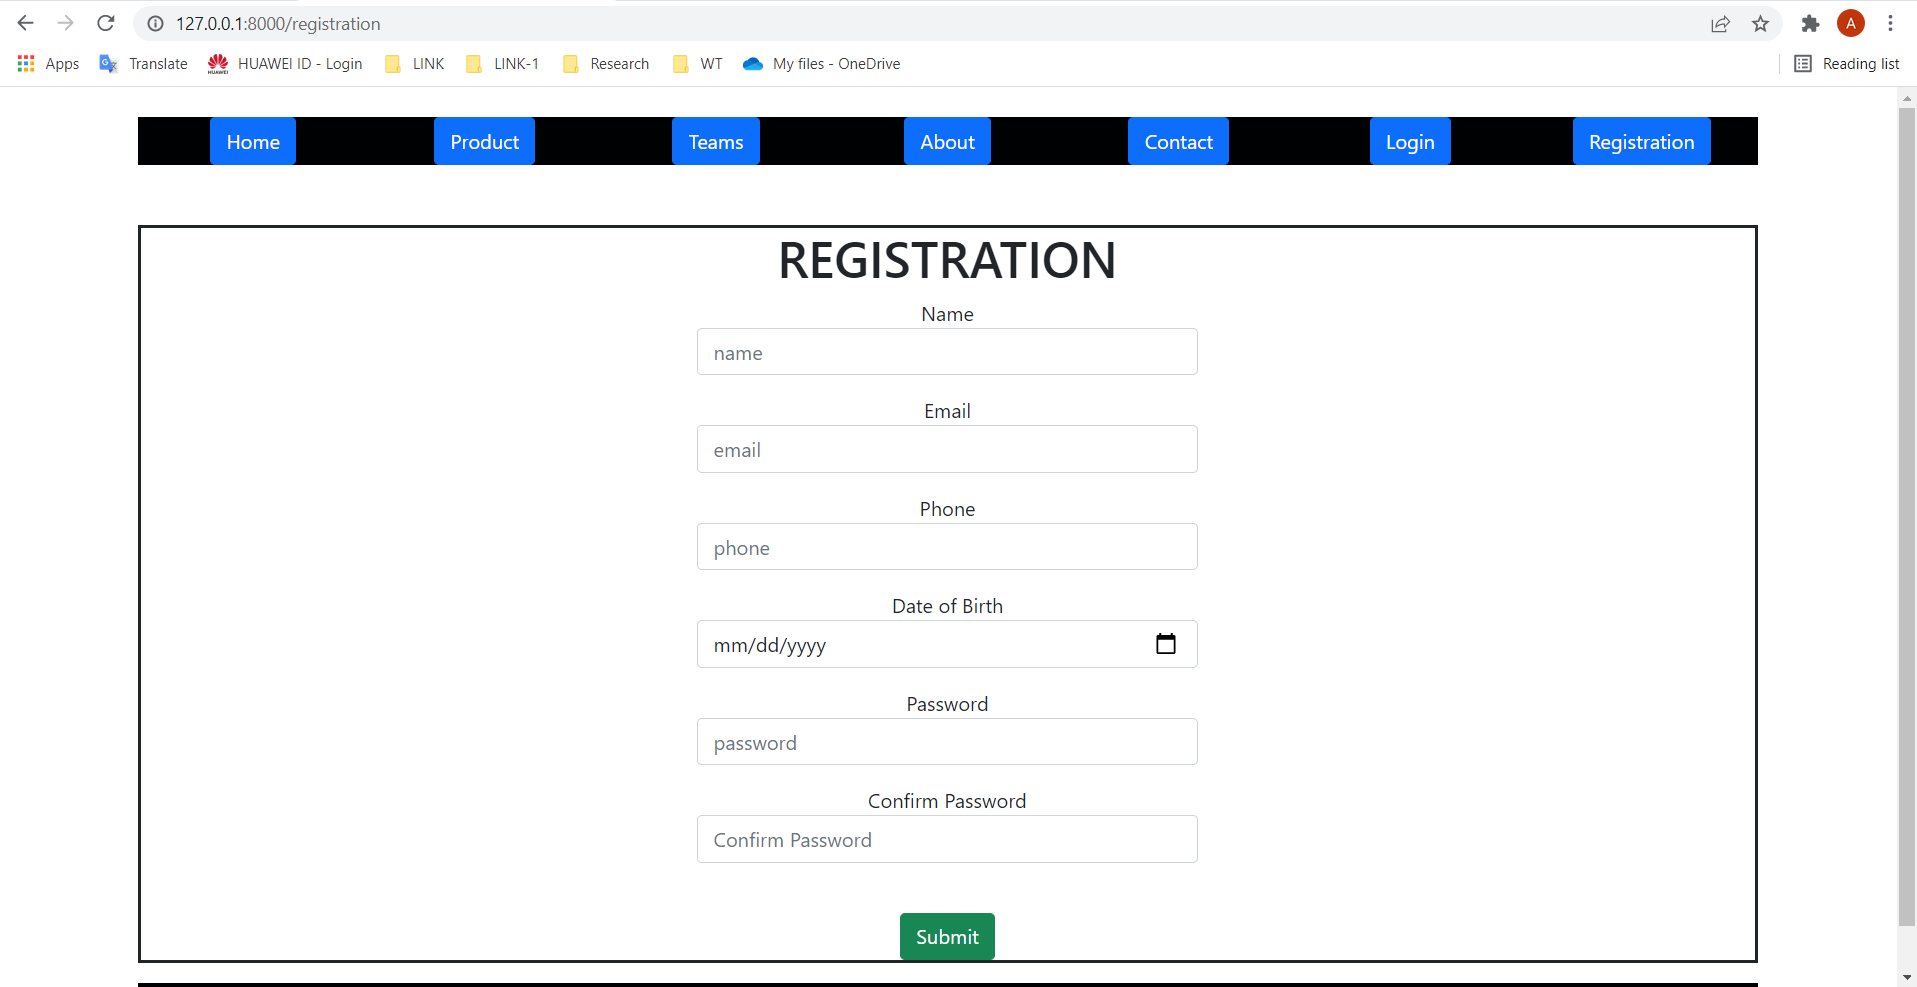 127.0.0.1:8000/registration
A
Apps Translate HUAWEI HUAWEI ID - Login LINK LINK-1 Research WT My files - OneDrive Reading list
Home Product Teams About Contact Login Registration
REGISTRATION
Name
name
Email
email
Phone
phone
Date of Birth
mm/dd/yyyy
Password
password
Confirm Password
Confirm Password
Submit